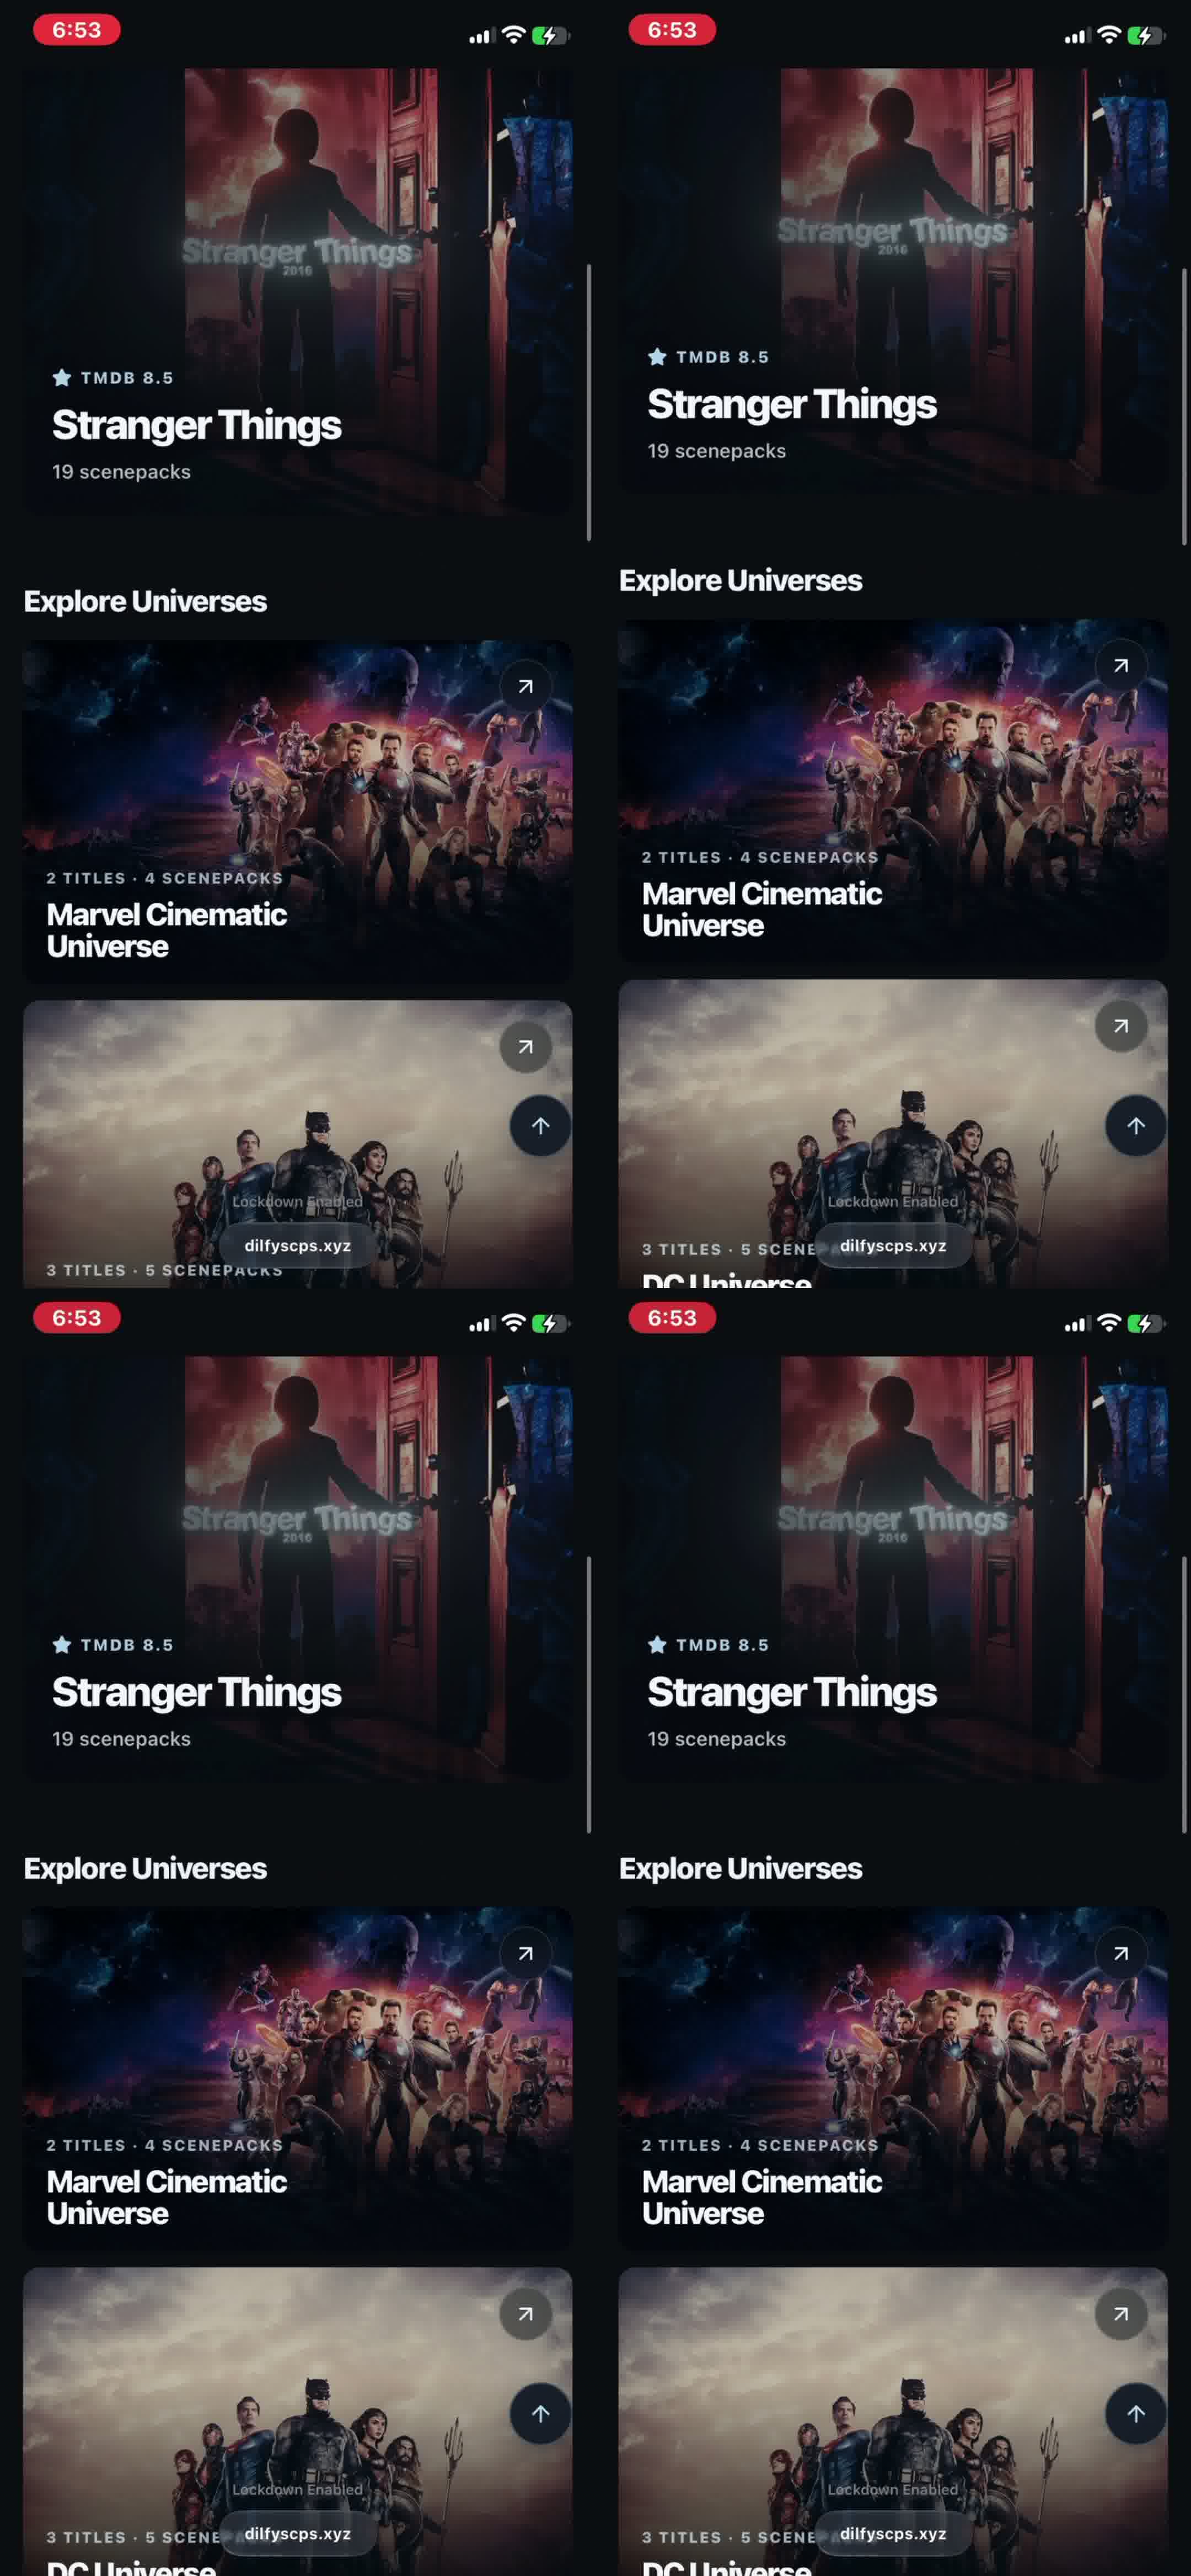 6:53
Stranger Things
2016
TMDB 8.5
Stranger Things
19 scenepacks
Explore Universes
2 TITLES · 4 SCENEPACKS
Marvel Cinematic
Universe
Lockdown Enabled
dilfyscps.xyz
3 TITLES · 5 SCENEPACKS
6:53
Stranger Things
2016
TMDB 8.5
Stranger Things
19 scenepacks
Explore Universes
2 TITLES · 4 SCENEPACKS
Marvel Cinematic
Universe
Lockdown Enabled
3 TITLES · 5 SCENEP
dilfyscps.xyz
DC Universe
6:53
Stranger Things
2016
TMDB 8.5
Stranger Things
19 scenepacks
Explore Universes
2 TITLES · 4 SCENEPACKS
Marvel Cinematic
Universe
Lockdown Enabled
3 TITLES · 5 SCENEP
dilfyscps.xyz
DC Universe
6:53
Stranger Things
2016
TMDB 8.5
Stranger Things
19 scenepacks
Explore Universes
2 TITLES · 4 SCENEPACKS
Marvel Cinematic
Universe
Lockdown Enabled
3 TITLES · 5 SCENEP
dilfyscps.xyz
DC Universe